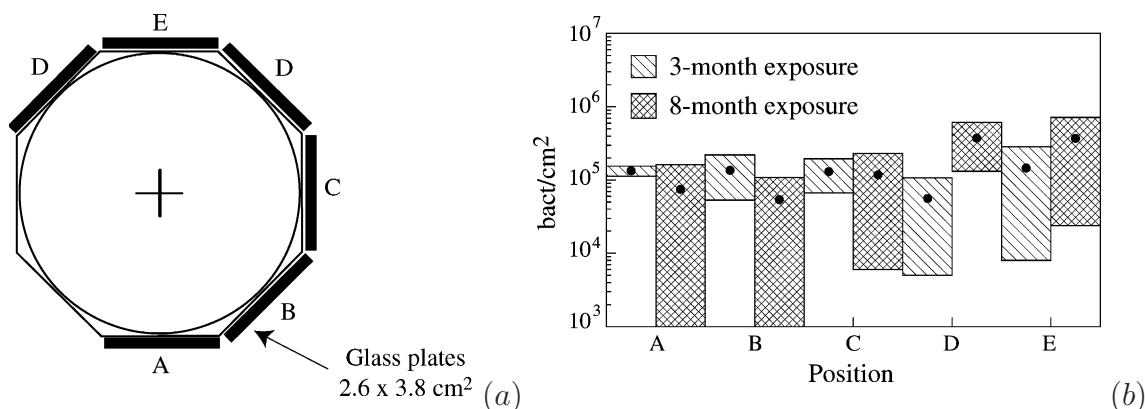 E
D
D
C
B
A
Glass plates
2.6 x 3.8 cm²
(a)
10⁷
10⁶
10⁵
10⁴
10³
bact/cm²
3-month exposure
8-month exposure
A B C D E
Position
(b)